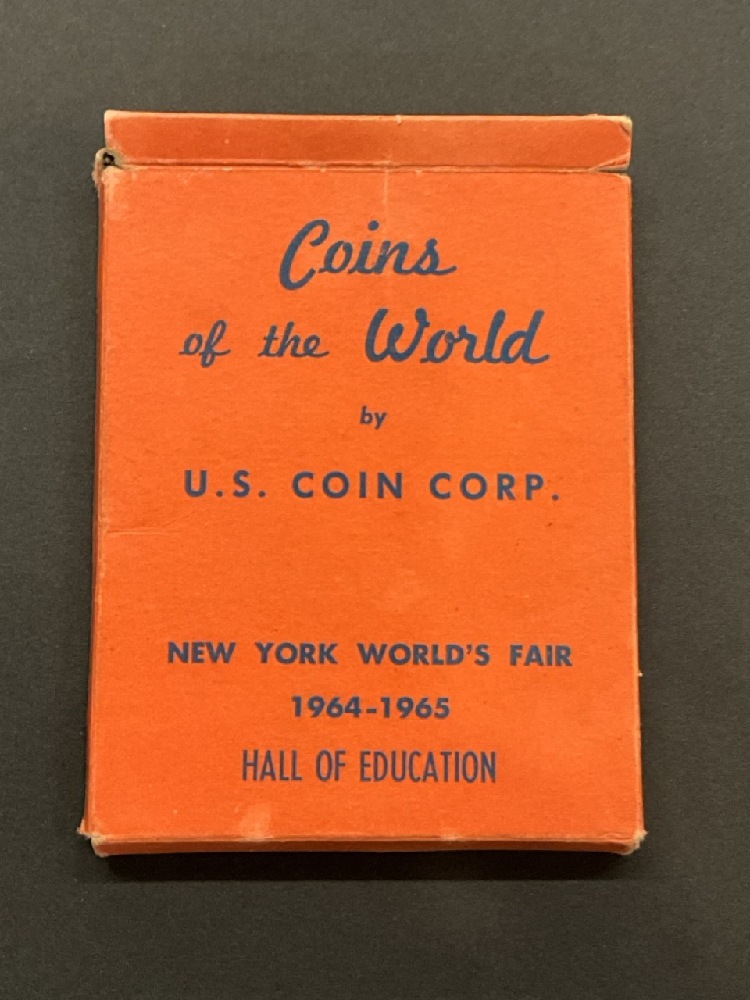 Coins
of the World
by
U.S. COIN CORP.
NEW YORK WORLD'S FAIR
1964-1965
HALL OF EDUCATION